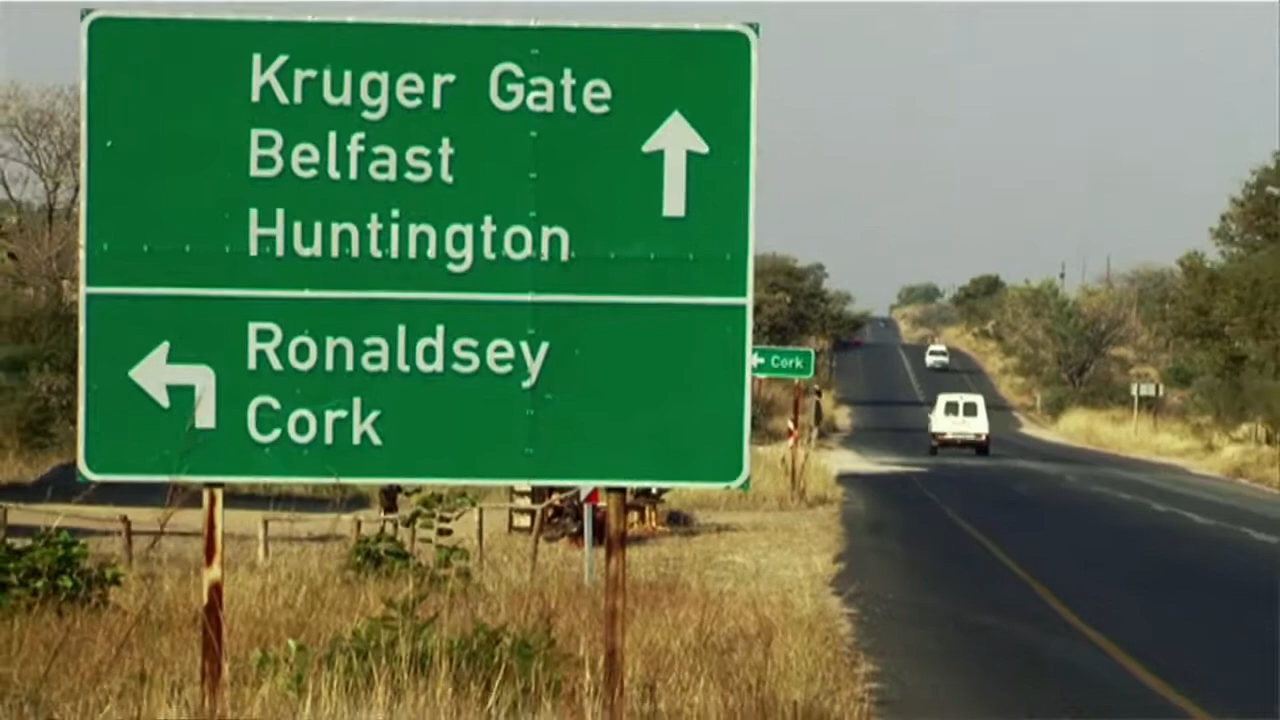 Kruger Gate
Belfast
Huntington
Ronaldsey
Cork
Cork